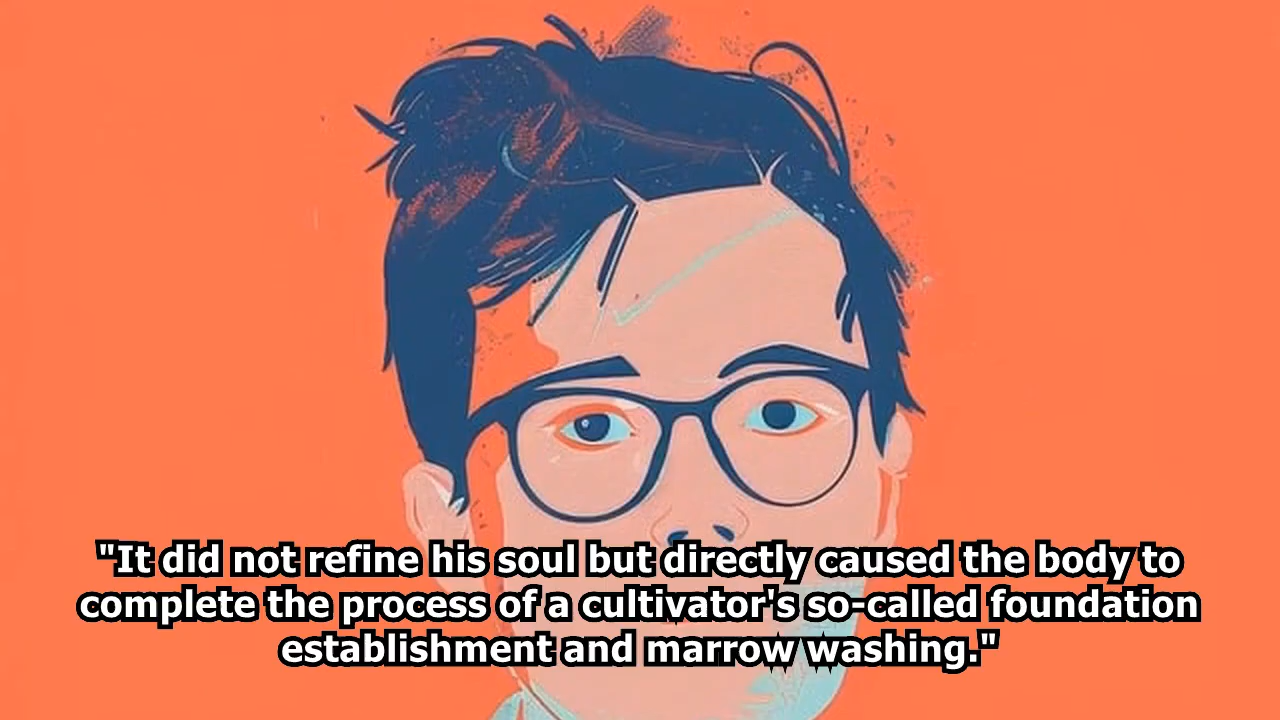 "It did not refine his soul but directly caused the body to
complete the process of a cultivator's so-called foundation
establishment and marrow washing."